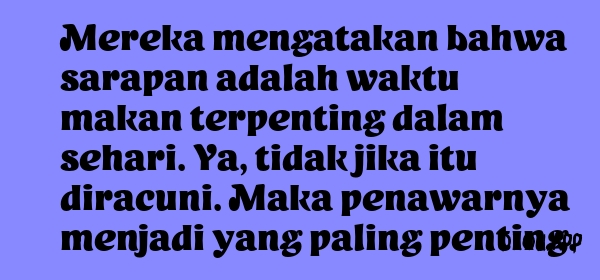 Mereka mengatakan bahwa
sarapan adalah waktu
makan terpenting dalam
sehari. Ya, tidak jika itu
diracuni. Maka penawarnya
menjadi yang paling penting.